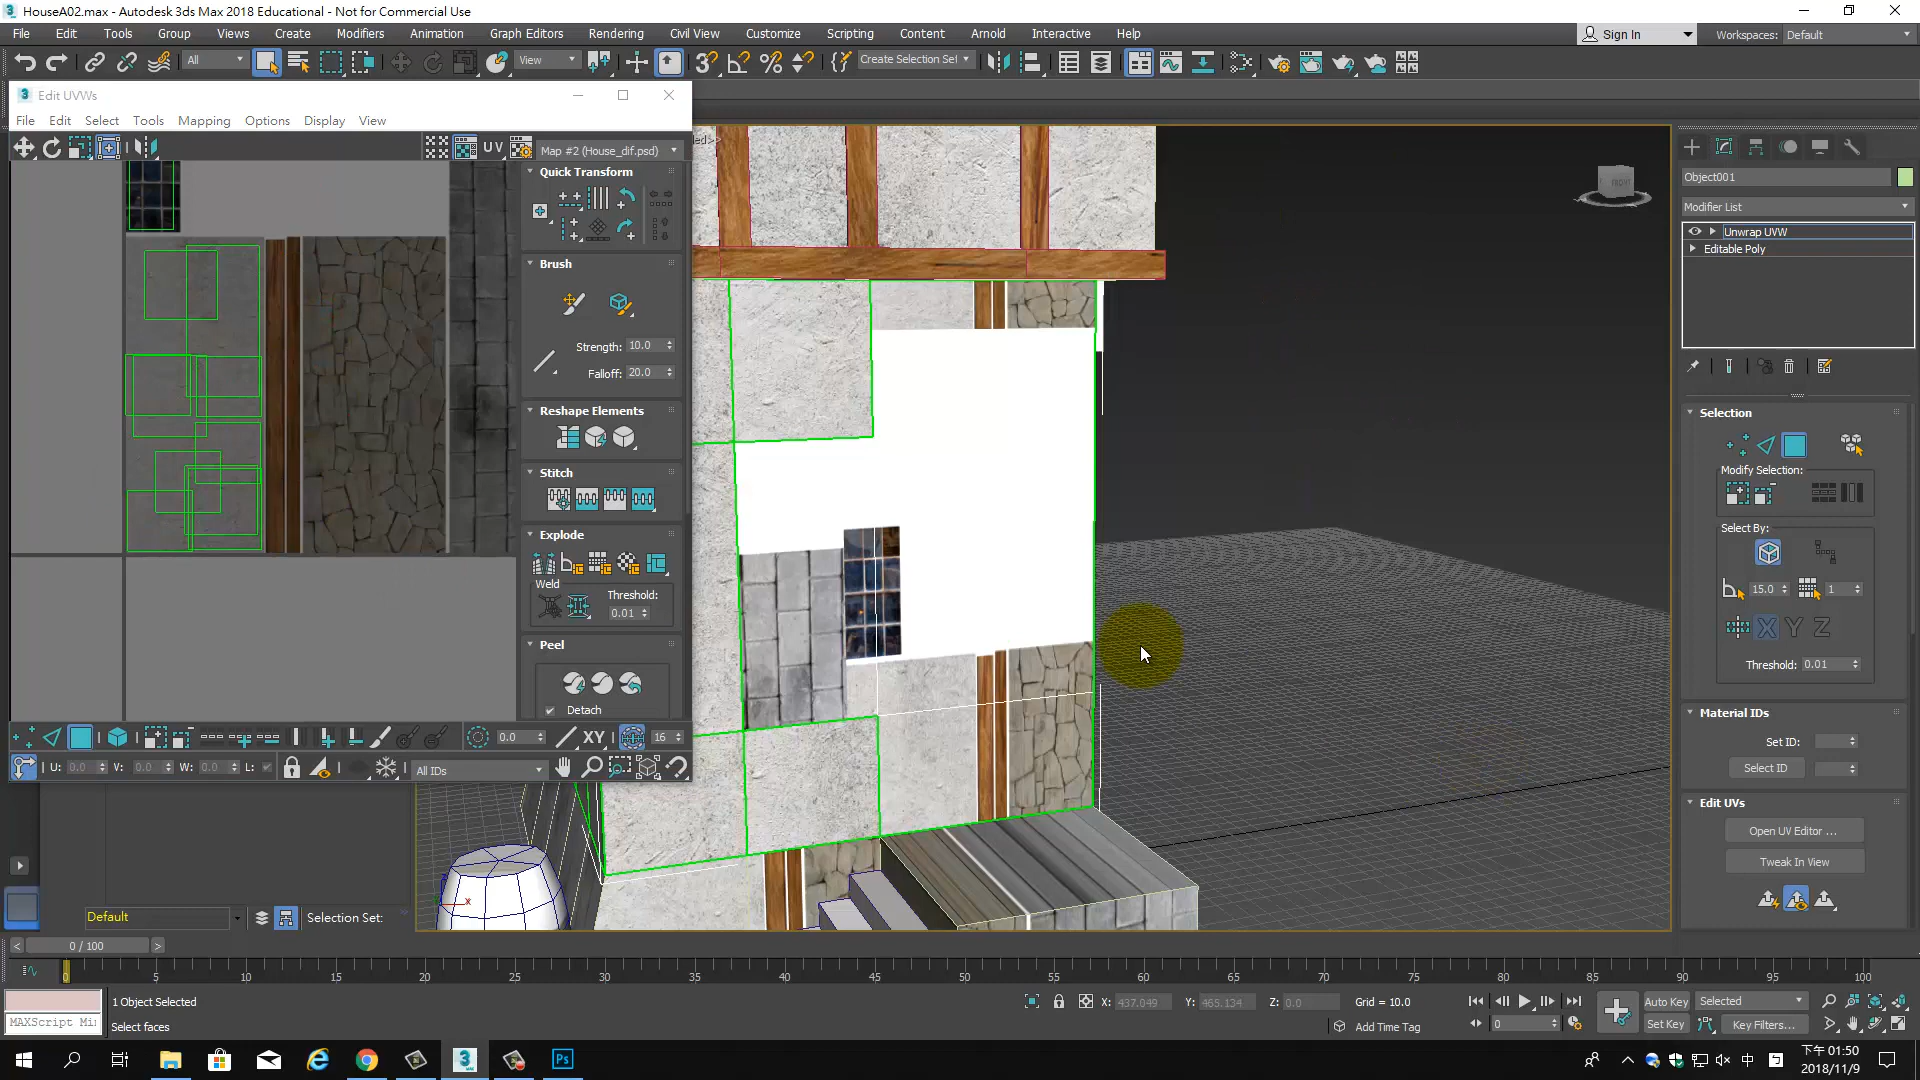 HouseA02.max - Autodesk 3ds Max 2018 Educational - Not for Commercial Use
File Edit Tools Group Views Create Modifiers Animation Graph Editors Rendering Civil View Customize Scripting Content Arnold Interactive Help
Sign In
Workspaces: Default
All
View
Create Selection Set
Edit UVWs
File Edit Select Tools Mapping Options Display View
UV
Map #2 (House_dif.psd)
Quick Transform
Brush
Strength: 10.0
Falloff: 20.0
Reshape Elements
Stitch
Explode
Weld
Threshold:
0.01
Peel
Detach
0.0
XY
16
U: 0.0 V: 0.0 W: 0.0 L:
All IDs
FRONT
x
Object001
Modifier List
Unwrap UVW
Editable Poly
Selection
Modify Selection:
Select By:
15.0
1
X Y Z
Threshold: 0.01
Material IDs
Set ID:
Select ID
Edit UVs
Open UV Editor ...
Tweak In View
Default
Selection Set:
< 0 / 100 >
0 5 10 15 20 25 30 35 40 45 50 55 60 65 70 75 80 85 90 95 100
1 Object Selected
X: 437.049 Y: 465.134 Z: 0.0 Grid = 10.0
Auto Key Selected
MAXScript Mi
Select faces
Add Time Tag
0
Set Key Key Filters...
Ps
中
下午 01:50
2018/11/9